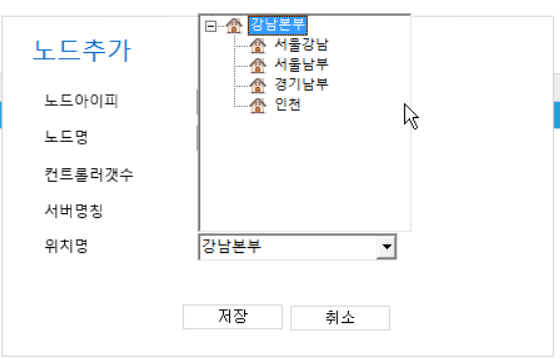 노드추가
강남본부
서울강남
서울남부
경기남부
인천
노드아이피
노드명
컨트롤러갯수
서버명칭
위치명
강남본부
저장
취소